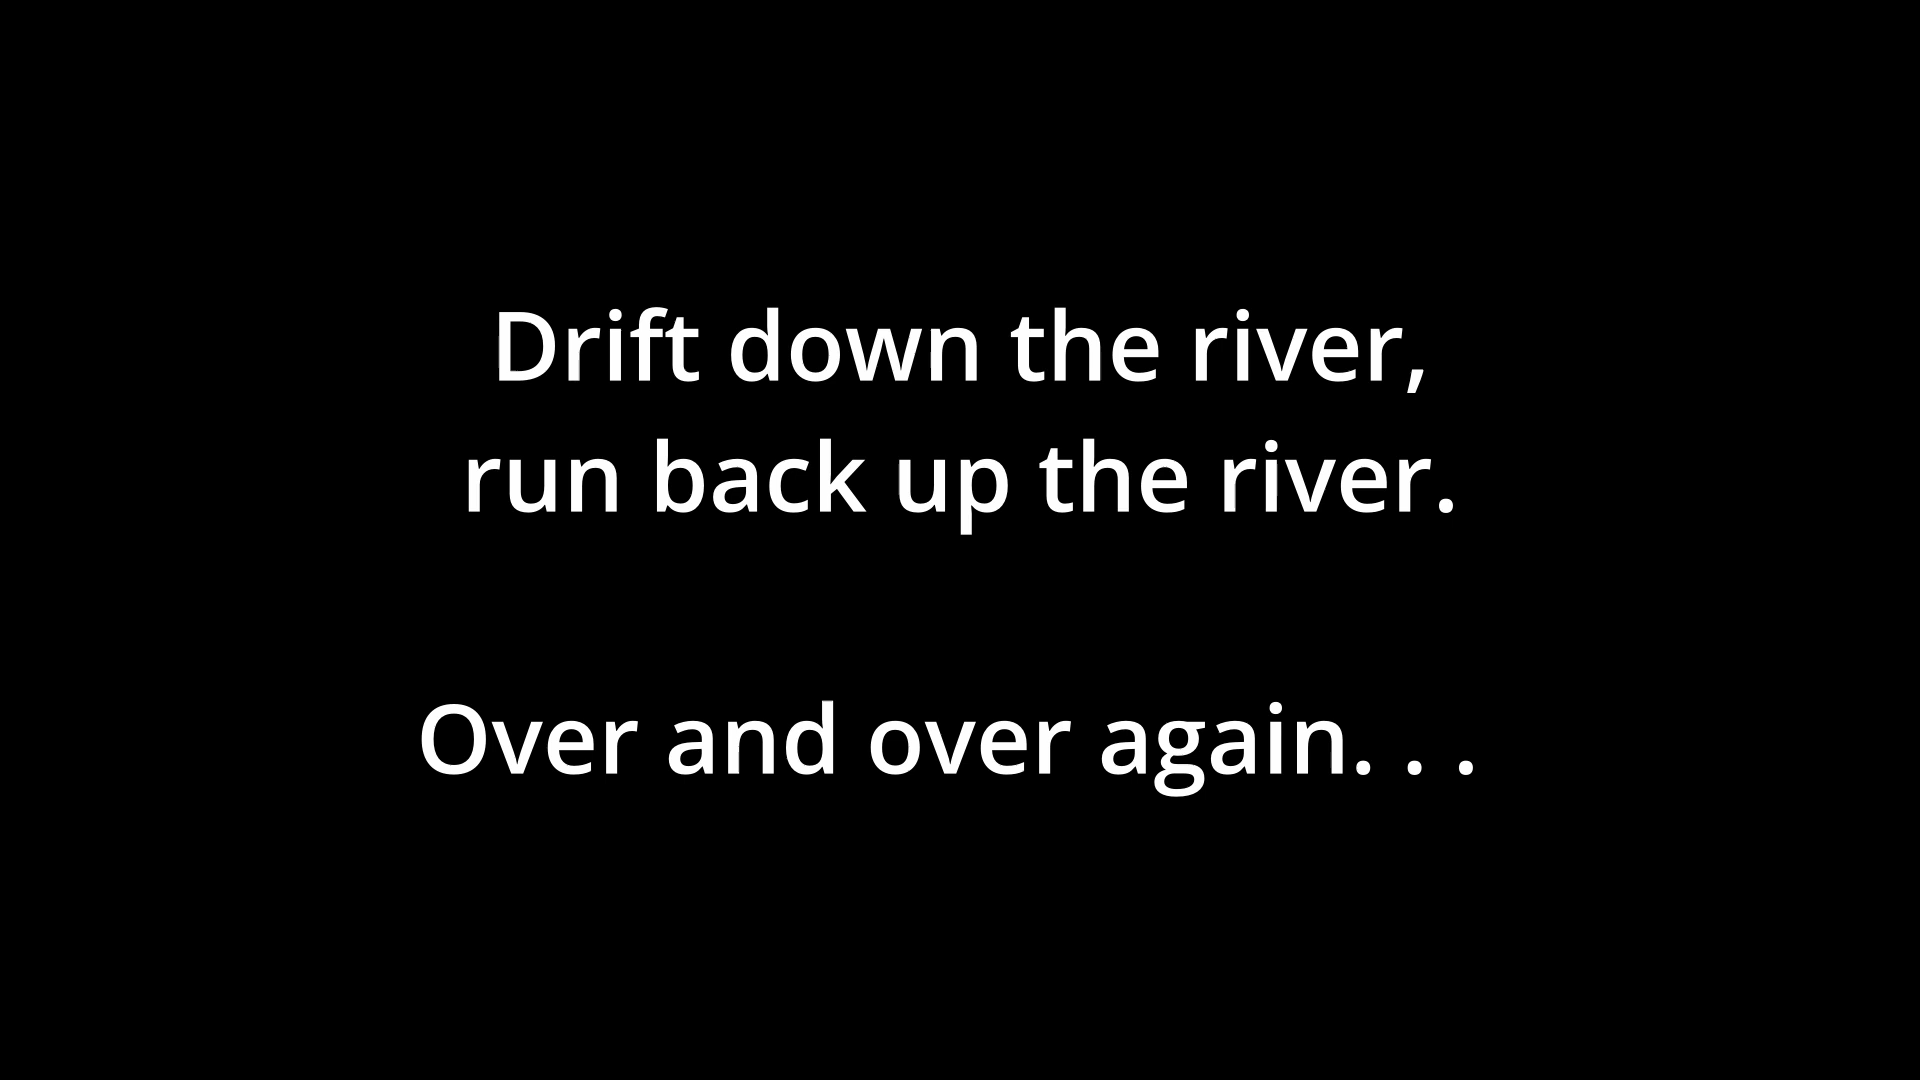 Drift down the river,
run back up the river.
Over and over again. . .